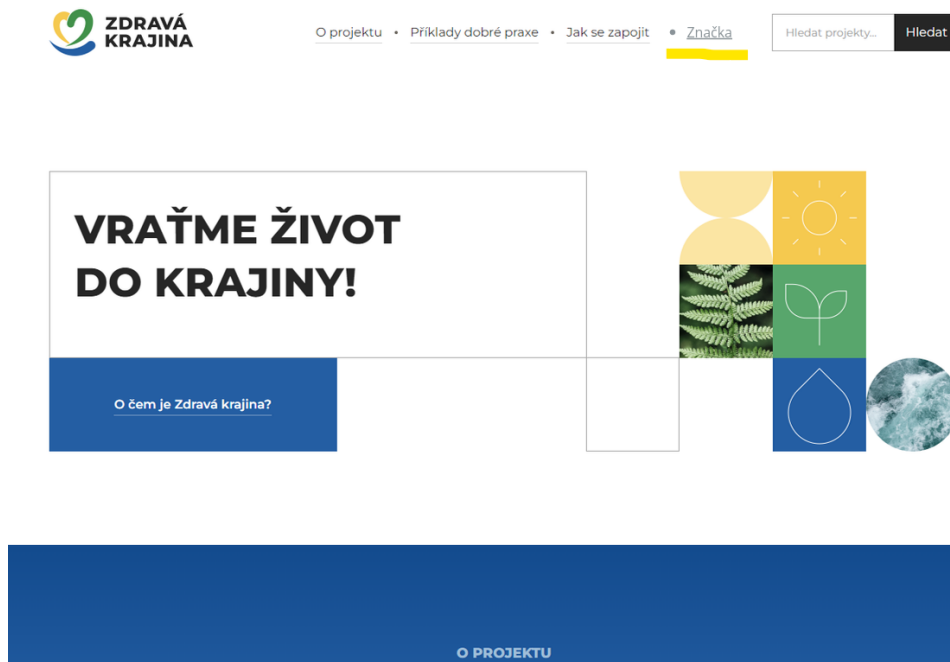 ZDRAVÁ
KRAJINA
O projektu • Příklady dobré praxe • Jak se zapojit • Značka
Hledat projekty...
Hledat
VRAŤME ŽIVOT
DO KRAJINY!
O čem je Zdravá krajina?
O PROJEKTU